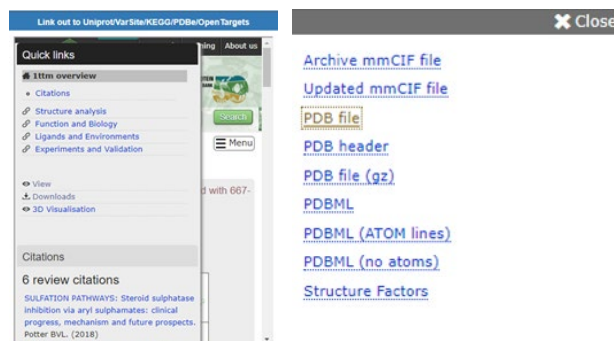 Link out to Uniprot/VarSite/KEGG/PDBe/OpenTargets
Quick links
ning About us
1ttm overview
Citations
Structure analysis
Function and Biology
Ligands and Environments
Experiments and Validation
Search
Menu
View
Downloads
3D Visualisation
d with 667-
Citations
6 review citations
SULFATION PATHWAYS: Steroid sulphatase
inhibition via aryl sulphamates: clinical
progress, mechanism and future prospects.
Potter BVL. (2018)
Close
Archive mmCIF file
Updated mmCIF file
PDB file
PDB header
PDB file (gz)
PDBML
PDBML (ATOM lines)
PDBML (no atoms)
Structure Factors